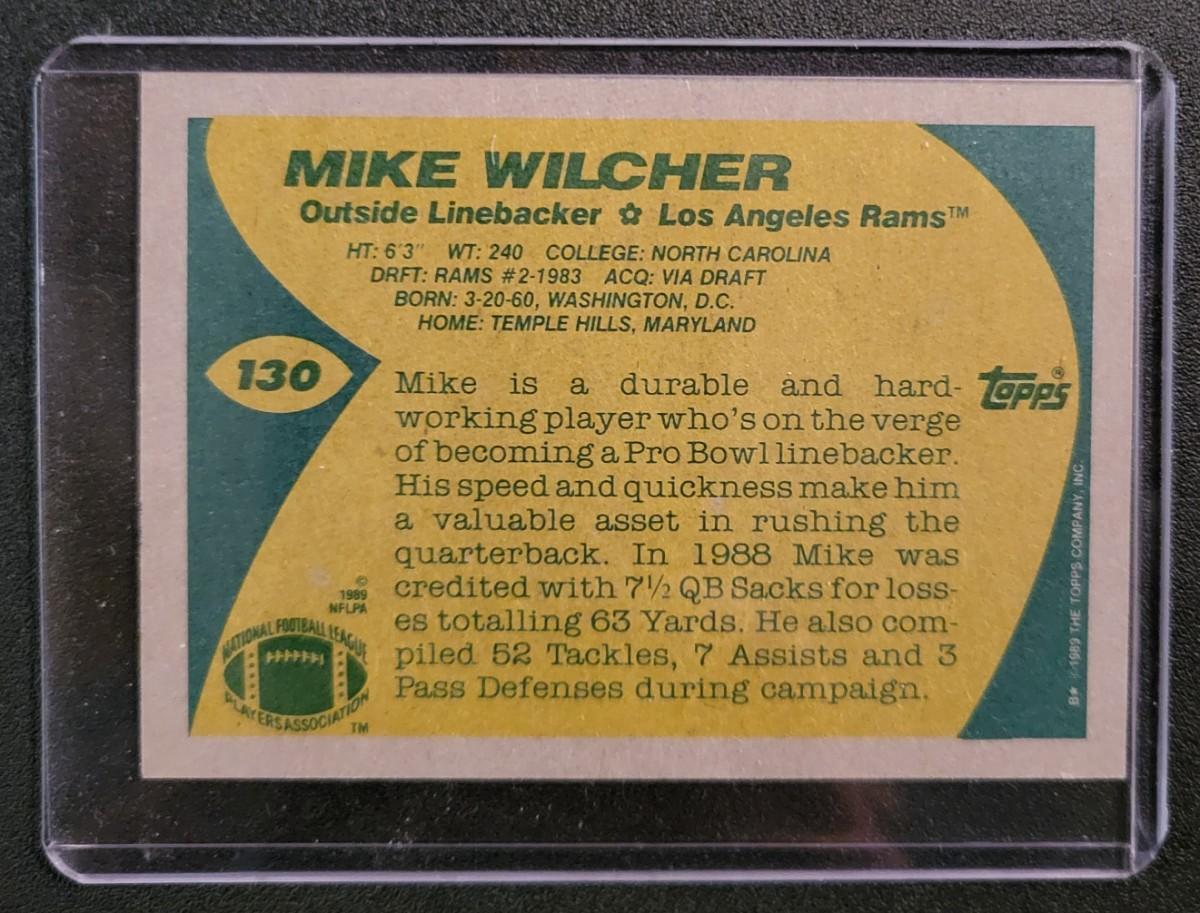 MIKE WILCHER
Outside Linebacker ✿ Los Angeles Rams™
HT: 6'3" WT: 240 COLLEGE: NORTH CAROLINA
DRFT: RAMS #2-1983 ACQ: VIA DRAFT
BORN: 3-20-60, WASHINGTON, D.C.
HOME: TEMPLE HILLS, MARYLAND
130
Mike is a durable and hard-
working player who's on the verge
of becoming a Pro Bowl linebacker.
His speed and quickness make him
a valuable asset in rushing the
quarterback. In 1988 Mike was
credited with 7½ QB Sacks for loss-
es totalling 63 Yards. He also com-
piled 52 Tackles, 7 Assists and 3
Pass Defenses during campaign.
topps®
©
1989
NFLPA
NATIONAL FOOTBALL LEAGUE
PLAYERS ASSOCIATION
TM
B* © 1989 THE TOPPS COMPANY, INC.